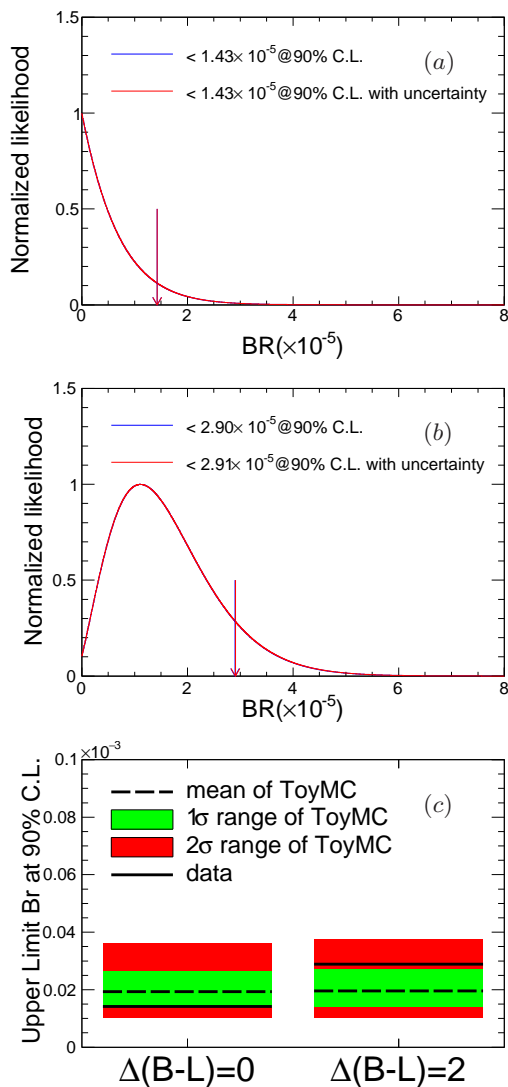 1.5
< 1.43× 10⁻⁵@90% C.L.
(a)
< 1.43× 10⁻⁵@90% C.L. with uncertainty
1
0.5
0
0 2 4 6 8
BR(×10⁻⁵)
Normalized likelihood
1.5
< 2.90× 10⁻⁵@90% C.L.
(b)
< 2.91× 10⁻⁵@90% C.L. with uncertainty
1
0.5
0
0 2 4 6 8
BR(×10⁻⁵)
Normalized likelihood
×10⁻³
0.1
mean of ToyMC
(c)
1σ range of ToyMC
0.08
2σ range of ToyMC
data
0.06
0.04
0.02
0
Δ(B-L)=0 Δ(B-L)=2
Upper Limit Br at 90% C.L.